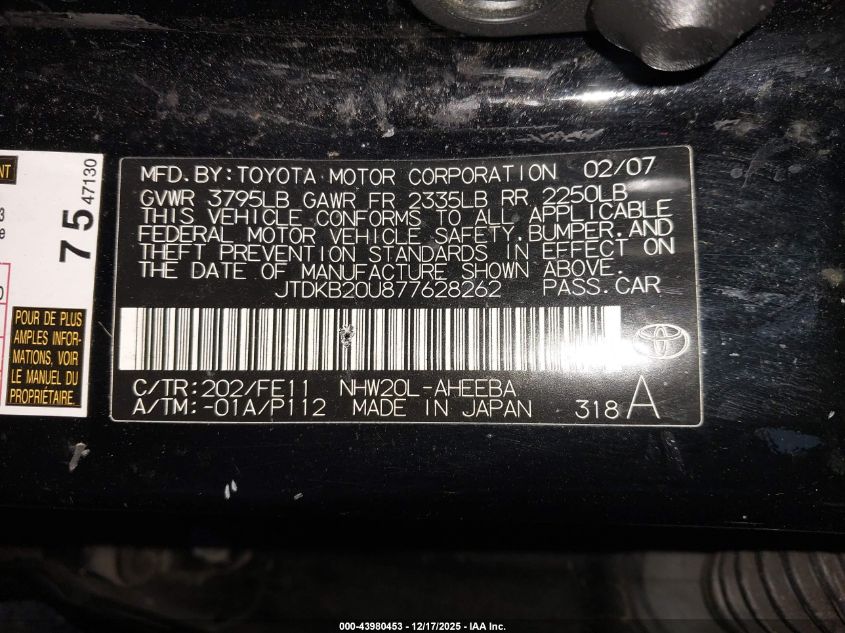 NT
3
e
0
75
47130
POUR DE PLUS
AMPLES INFOR-
MATIONS, VOIR
LE MANUEL DU
PROPRIÉTAIRE.
MFD.BY:TOYOTA MOTOR CORPORATION 02/07
GVWR 3795LB GAWR FR 2335LB RR 2250LB
THIS VEHICLE CONFORMS TO ALL APPLICABLE
FEDERAL MOTOR VEHICLE SAFETY,BUMPER,AND
THEFT PREVENTION STANDARDS IN EFFECT ON
THE DATE OF MANUFACTURE SHOWN ABOVE.
JTDKB20U877628262 PASS.CAR
C/TR:202/FE11 NHW20L-AHEEBA
A/TM:-01A/P112 MADE IN JAPAN 318 A
000-43980453 - 12/17/2025 - IAA Inc.